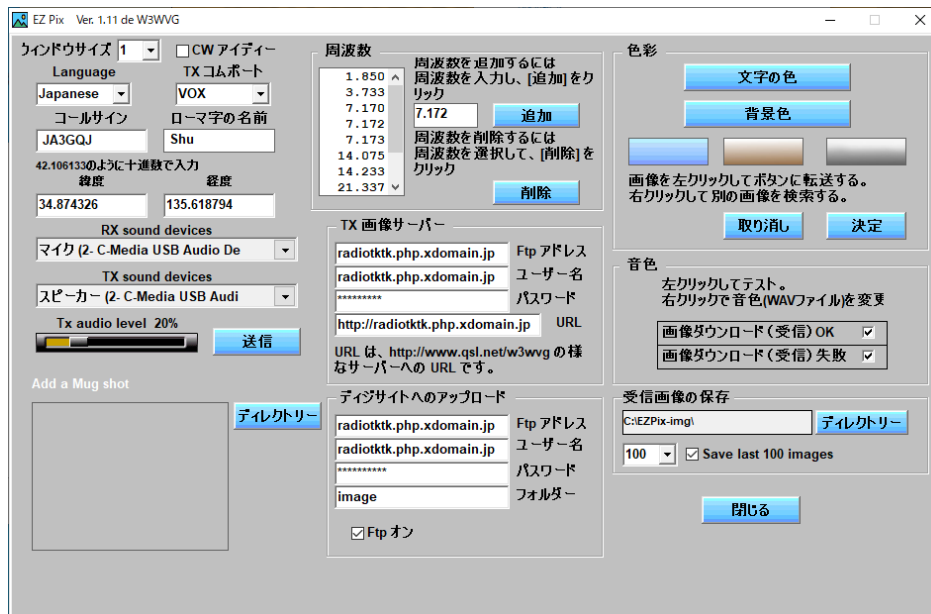 EZ Pix Ver. 1.11 de W3WVG
ウィンドウサイズ 1
CW アイディー
Language
TX コムポート
Japanese
VOX
コールサイン
ローマ字の名前
JA3GQJ
Shu
42.106133のように十進数で入力
緯度
経度
34.874326
135.618794
RX sound devices
マイク (2- C-Media USB Audio De
TX sound devices
スピーカー (2- C-Media USB Audi
Tx audio level 20%
送信
Add a Mug shot
ディレクトリー
周波数
1.850
3.733
7.170
7.172
7.173
14.075
14.233
21.337
周波数を追加するには
周波数を入力し、[追加]をク
リック
7.172
追加
周波数を削除するには
周波数を選択して、[削除]を
クリック
削除
TX 画像サーバー
radiotktk.php.xdomain.jp
Ftp アドレス
radiotktk.php.xdomain.jp
ユーザー名
*********
パスワード
http://radiotktk.php.xdomain.jp
URL
URL は、http://www.qsl.net/w3wvg の様
なサーバーへの URL です。
ディジサイトへのアップロード
radiotktk.php.xdomain.jp
Ftp アドレス
radiotktk.php.xdomain.jp
ユーザー名
**********
パスワード
image
フォルダー
Ftp オン
色彩
文字の色
背景色
画像を左クリックしてボタンに転送する。
右クリックして別の画像を検索する。
取り消し
決定
音色
左クリックしてテスト。
右クリックで音色(WAVファイル)を変更
画像ダウンロード (受信) OK
画像ダウンロード (受信) 失敗
受信画像の保存
C:\EZPix-img\
ディレクトリー
100
Save last 100 images
閉じる